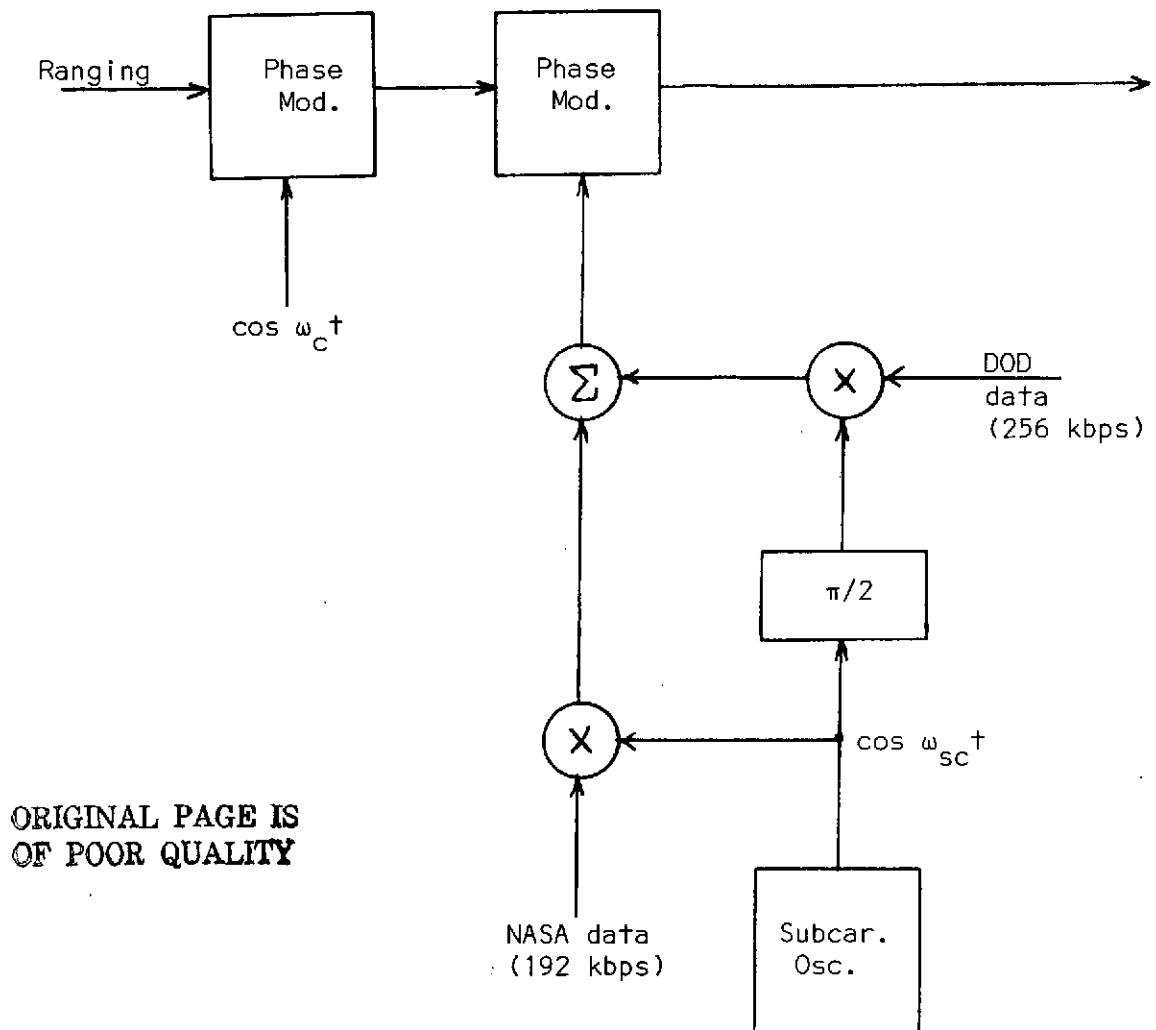 Ranging
Phase
Mod.
Phase
Mod.
cos ω_c t
Σ
X
DOD
data
(256 kbps)
π/2
X
cos ω_sc t
ORIGINAL PAGE IS
OF POOR QUALITY
NASA data
(192 kbps)
Subcar.
Osc.